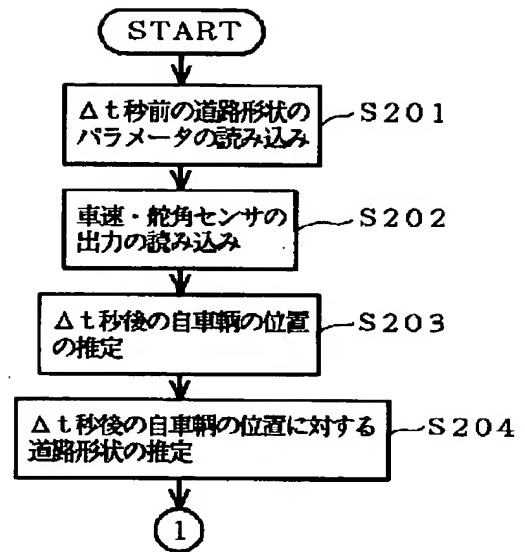 START
Δt秒前の道路形状の
パラメータの読み込み
S201
車速・舵角センサの
出力の読み込み
S202
Δt秒後の自車輌の位置
の推定
S203
Δt秒後の自車輌の位置に対する
道路形状の推定
S204
1